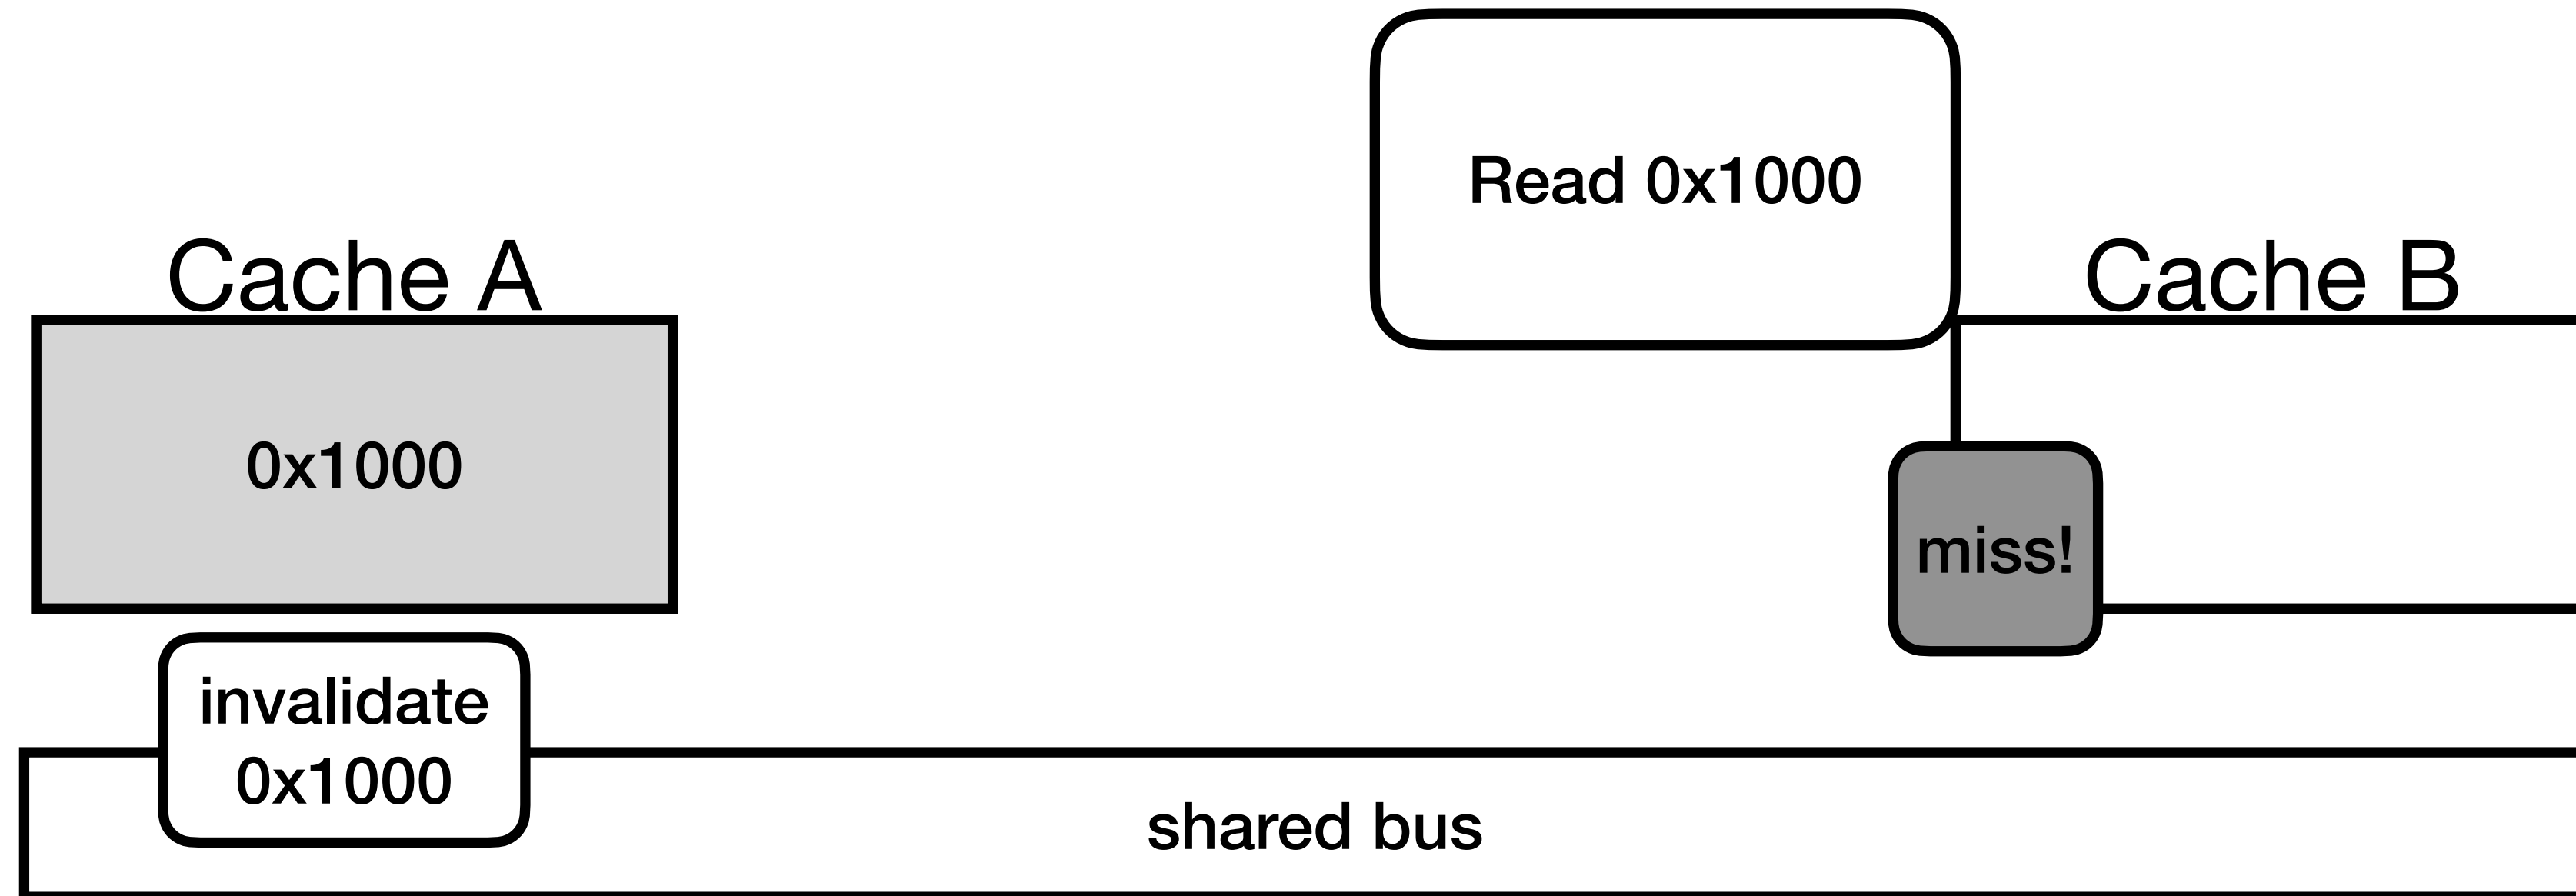 Read 0x1000
Cache A
Cache B
0x1000
miss!
invalidate
0x1000
shared bus